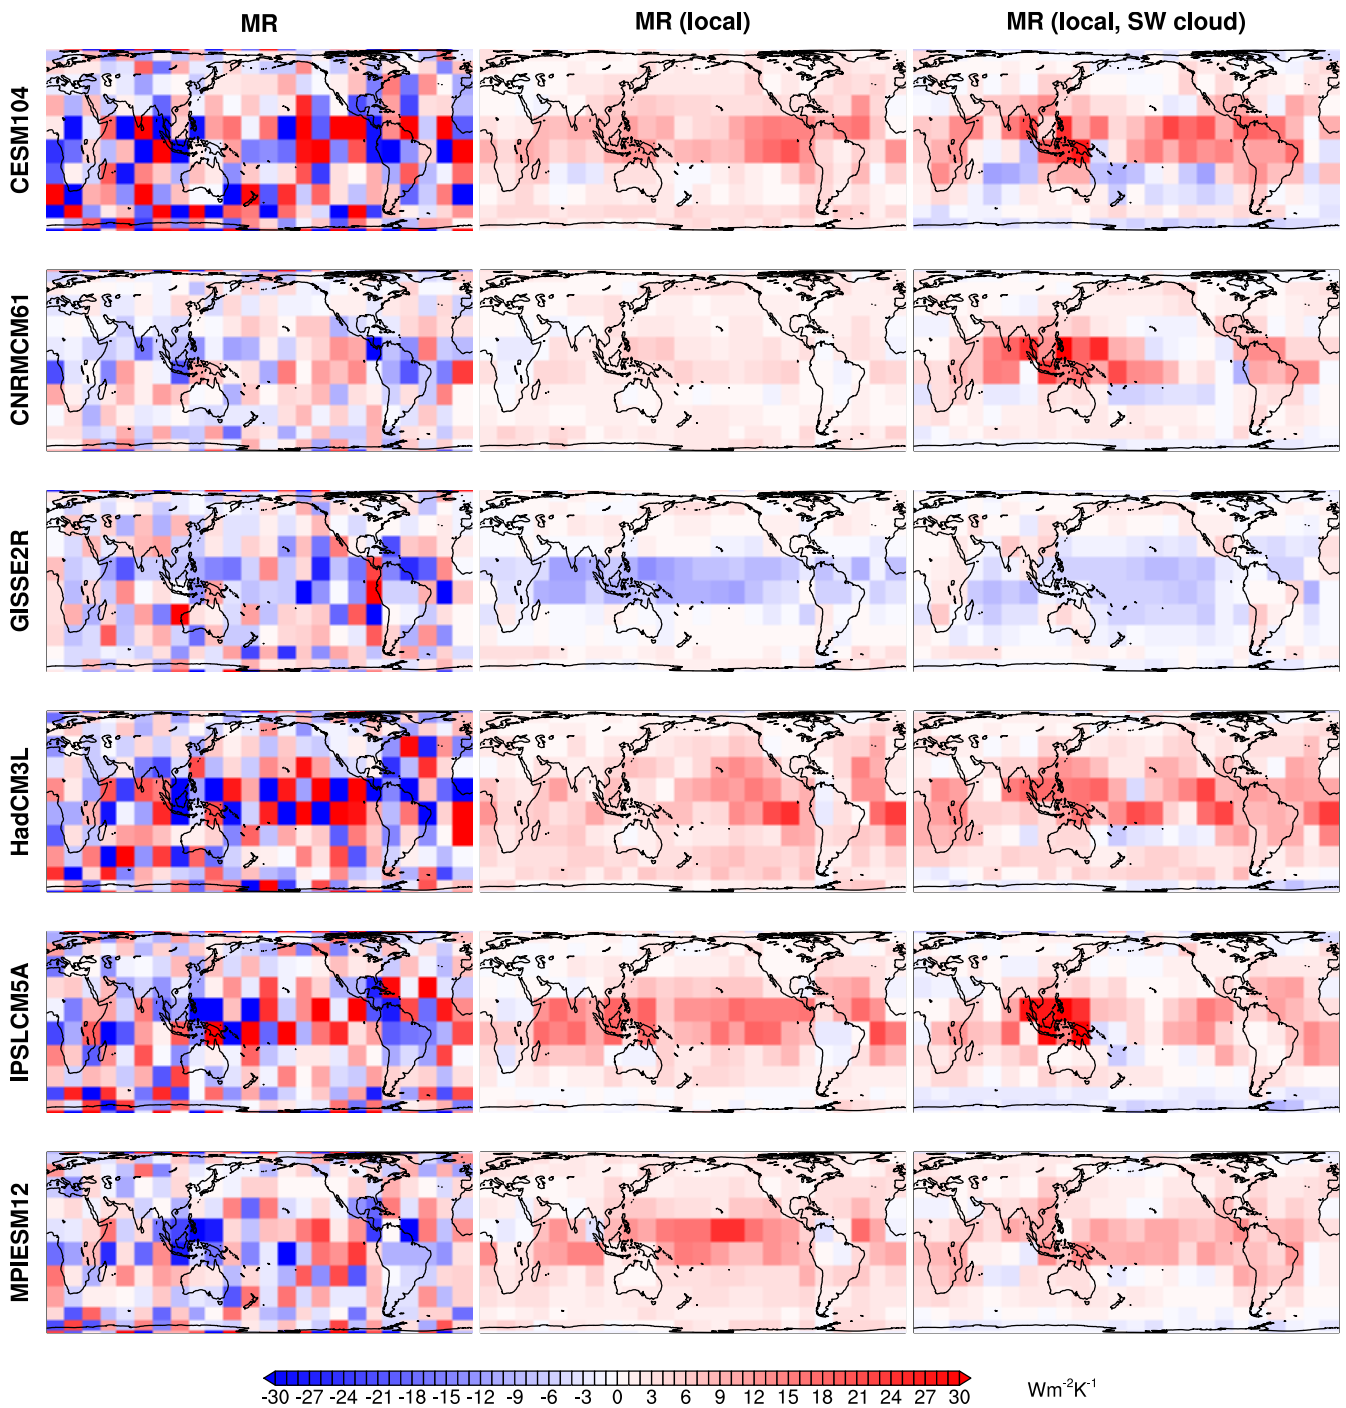 MR
MR (local)
MR (local, SW cloud)
CESM104
CNRMCM61
GISSE2R
HadCM3L
IPSLCM5A
MPIESM12
-30 -27 -24 -21 -18 -15 -12 -9 -6 -3 0 3 6 9 12 15 18 21 24 27 30
Wm⁻²K⁻¹